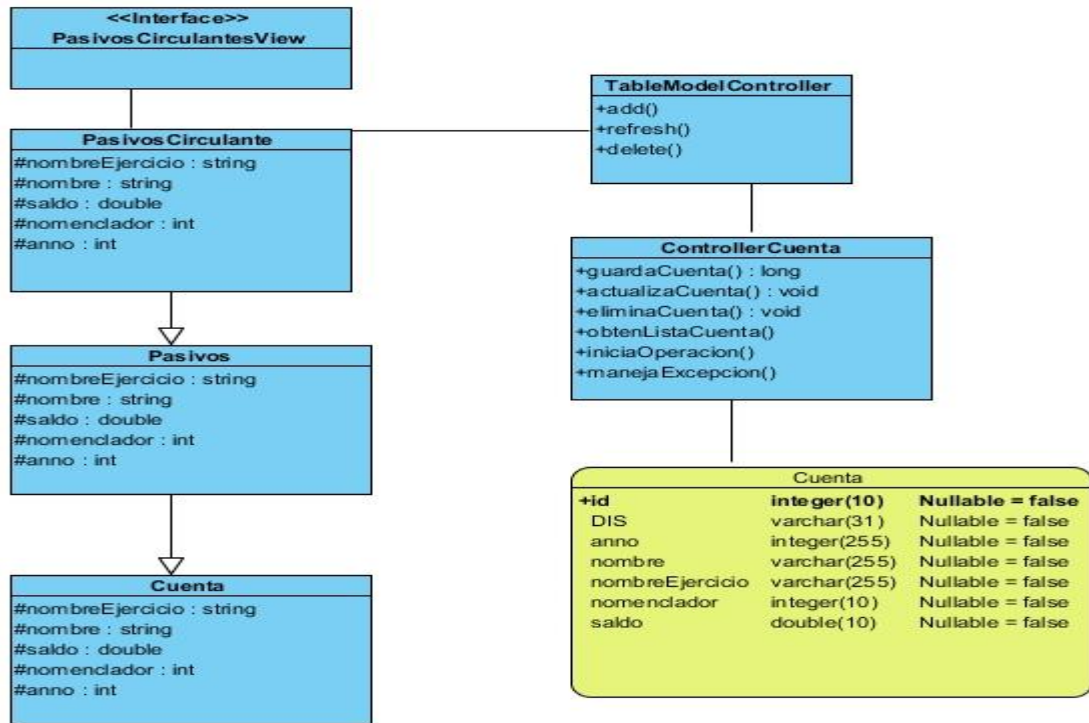 <<Interface>>
PasivosCirculantesView
PasivosCirculante
#nombreEjercicio : string
#nombre : string
#saldo : double
#nomenclador : int
#anno : int
Pasivos
#nombreEjercicio : string
#nombre : string
#saldo : double
#nomenclador : int
#anno : int
Cuenta
#nombreEjercicio : string
#nombre : string
#saldo : double
#nomenclador : int
#anno : int
TableModelController
+add()
+refresh()
+delete()
ControllerCuenta
+guardaCuenta() : long
+actualizaCuenta() : void
+eliminaCuenta() : void
+obtenListaCuenta()
+iniciaOperacion()
+manejaExcepcion()
Cuenta
+id integer(10) Nullable = false
DIS varchar(31) Nullable = false
anno integer(255) Nullable = false
nombre varchar(255) Nullable = false
nombreEjercicio varchar(255) Nullable = false
nomenclador integer(10) Nullable = false
saldo double(10) Nullable = false